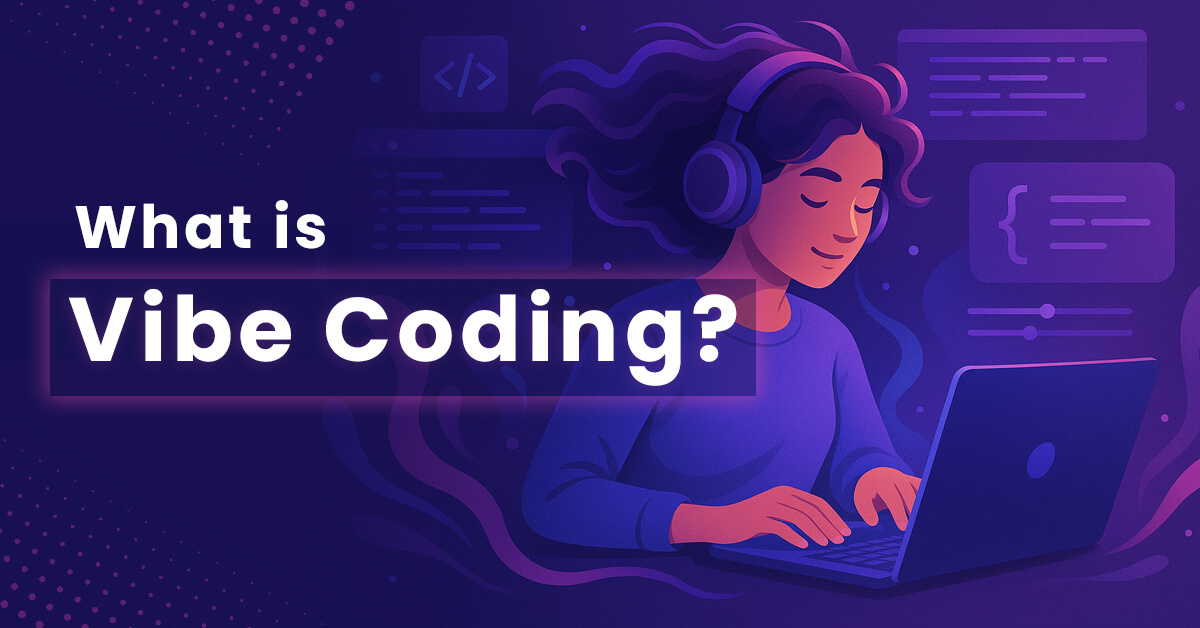 What is
Vibe Coding?
</>
{